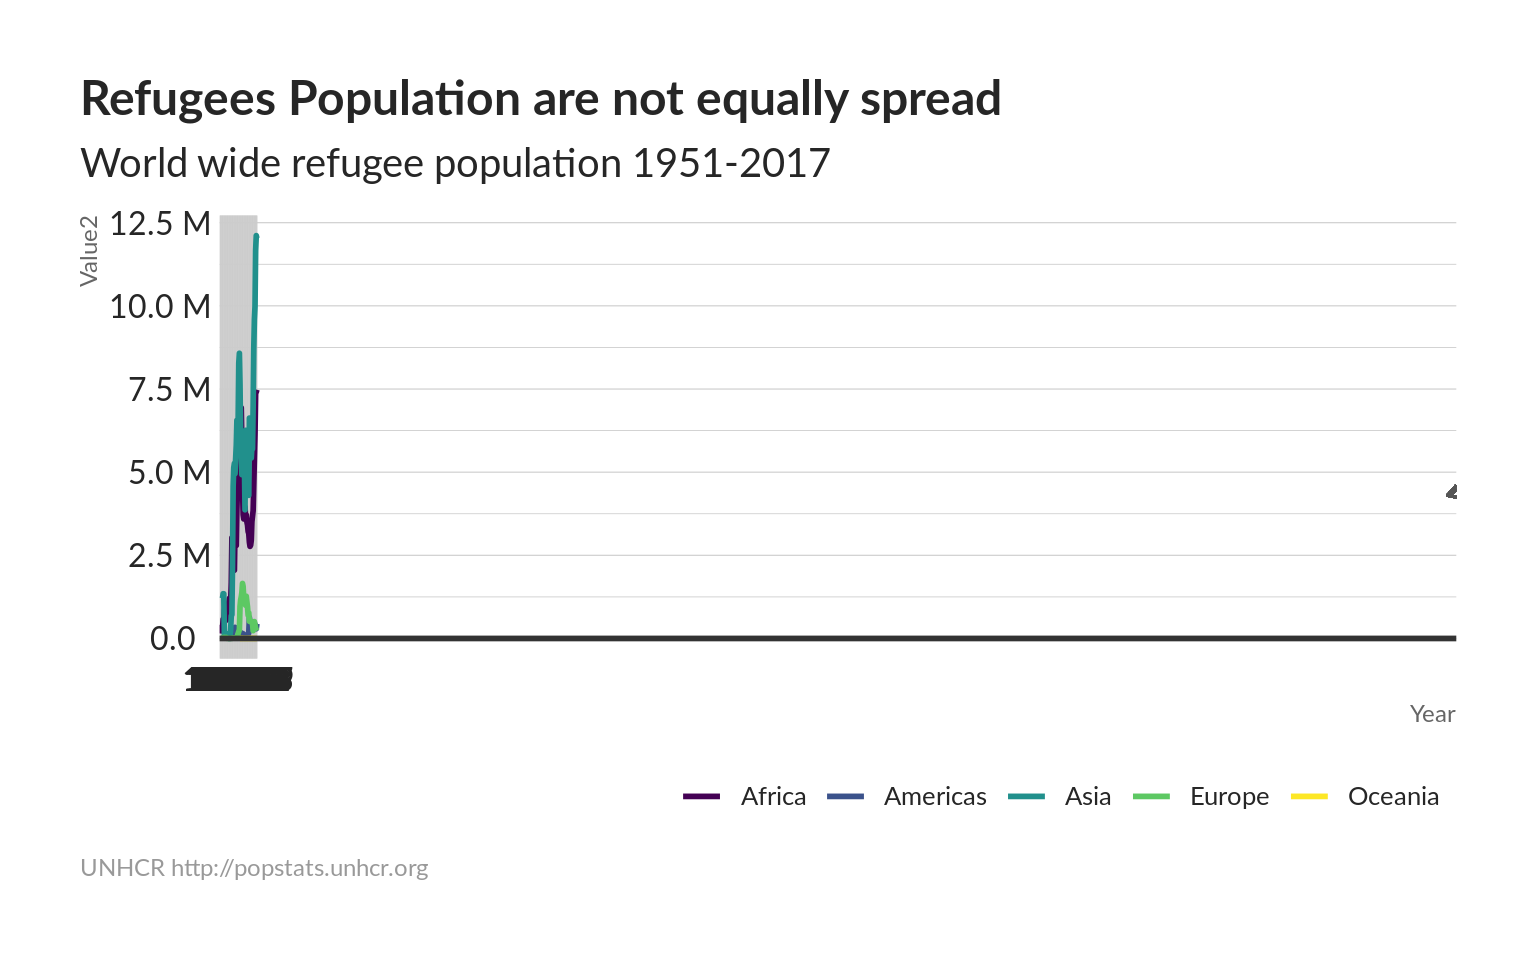 Refugees Population are not equally spread
World wide refugee population 1951-2017
Value2
12.5 M
10.0 M
7.5 M
5.0 M
2.5 M
0.0
Year
Africa Americas Asia Europe Oceania
UNHCR http://popstats.unhcr.org